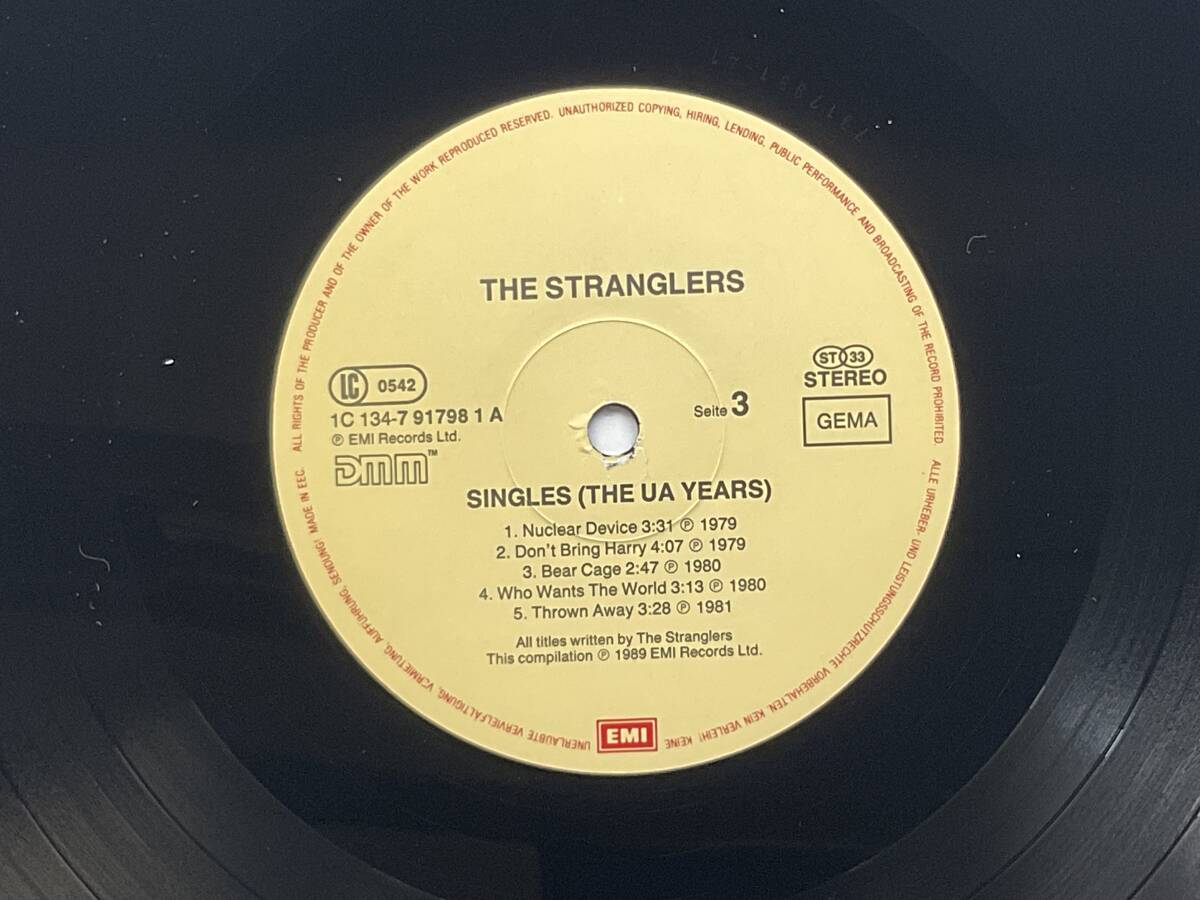 ALL RIGHTS OF THE PRODUCER AND OF THE OWNER OF THE WORK REPRODUCED RESERVED. UNAUTHORIZED COPYING, HIRING, LENDING, PUBLIC PERFORMANCE AND BROADCASTING OF THE RECORD PROHIBITED.
ALLE URHEBER- UND LEISTUNGSSCHUTZRECHTE VORBEHALTEN. KEIN VERLEIH! KEINE
UNERLAUBTE VERVIELFÄLTIGUNG, VERMIETUNG, AUFFÜHRUNG, SENDUNG! MADE IN EEC.
THE STRANGLERS
LC 0542
1C 134-7 91798 1 A
℗ EMI Records Ltd.
DMM™
Seite 3
ST 33
STEREO
GEMA
SINGLES (THE UA YEARS)
1. Nuclear Device 3:31 ℗ 1979
2. Don't Bring Harry 4:07 ℗ 1979
3. Bear Cage 2:47 ℗ 1980
4. Who Wants The World 3:13 ℗ 1980
5. Thrown Away 3:28 ℗ 1981
All titles written by The Stranglers
This compilation ℗ 1989 EMI Records Ltd.
EMI